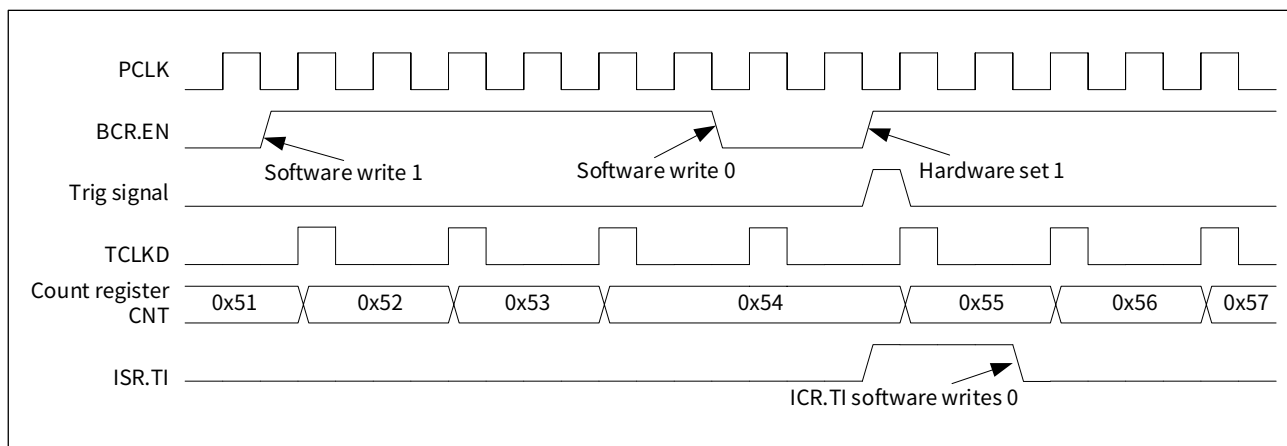 PCLK
BCR.EN
Software write 1
Software write 0
Hardware set 1
Trig signal
TCLKD
Count register
CNT
0x51
0x52
0x53
0x54
0x55
0x56
0x57
ISR.TI
ICR.TI software writes 0